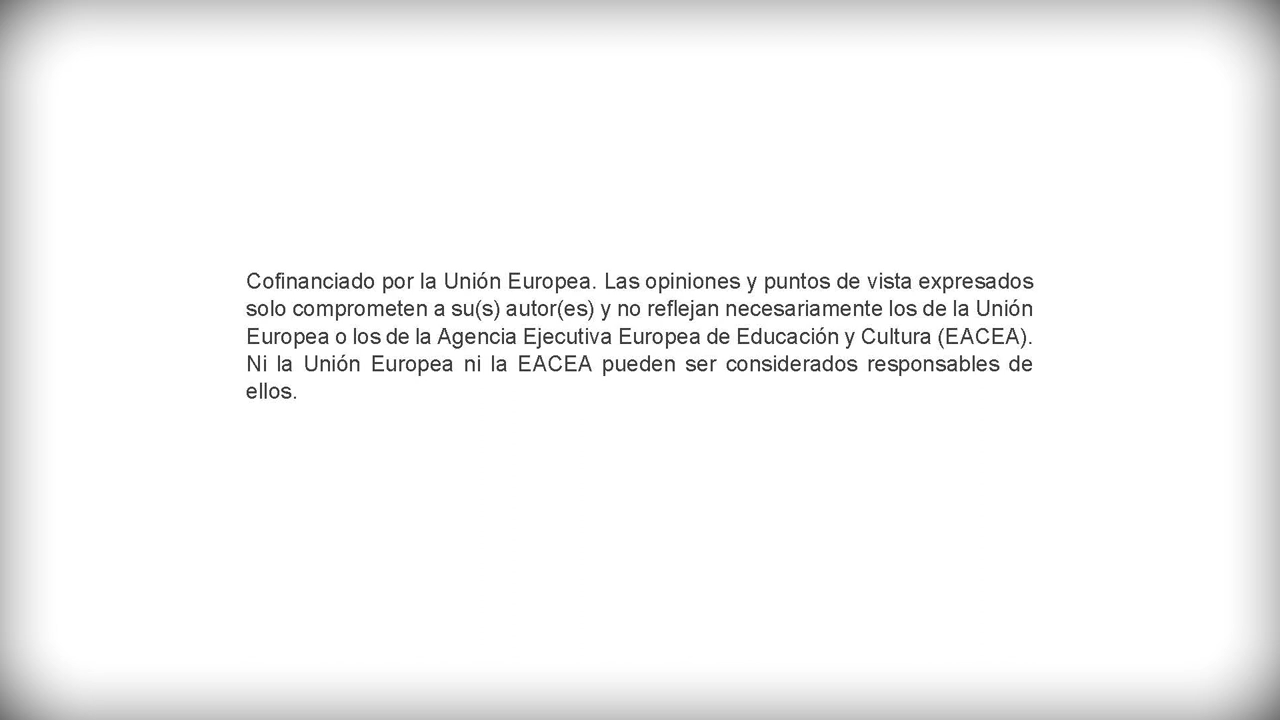 Cofinanciado por la Unión Europea. Las opiniones y puntos de vista expresados
solo comprometen a su(s) autor(es) y no reflejan necesariamente los de la Unión
Europea o los de la Agencia Ejecutiva Europea de Educación y Cultura (EACEA).
Ni la Unión Europea ni la EACEA pueden ser considerados responsables de
ellos.